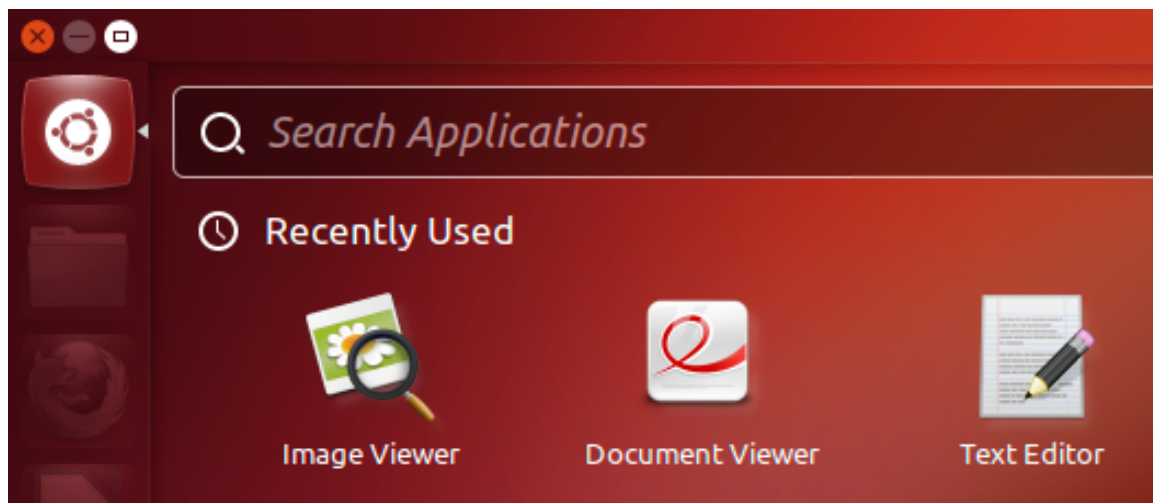 Search Applications
Recently Used
Image Viewer
Document Viewer
Text Editor